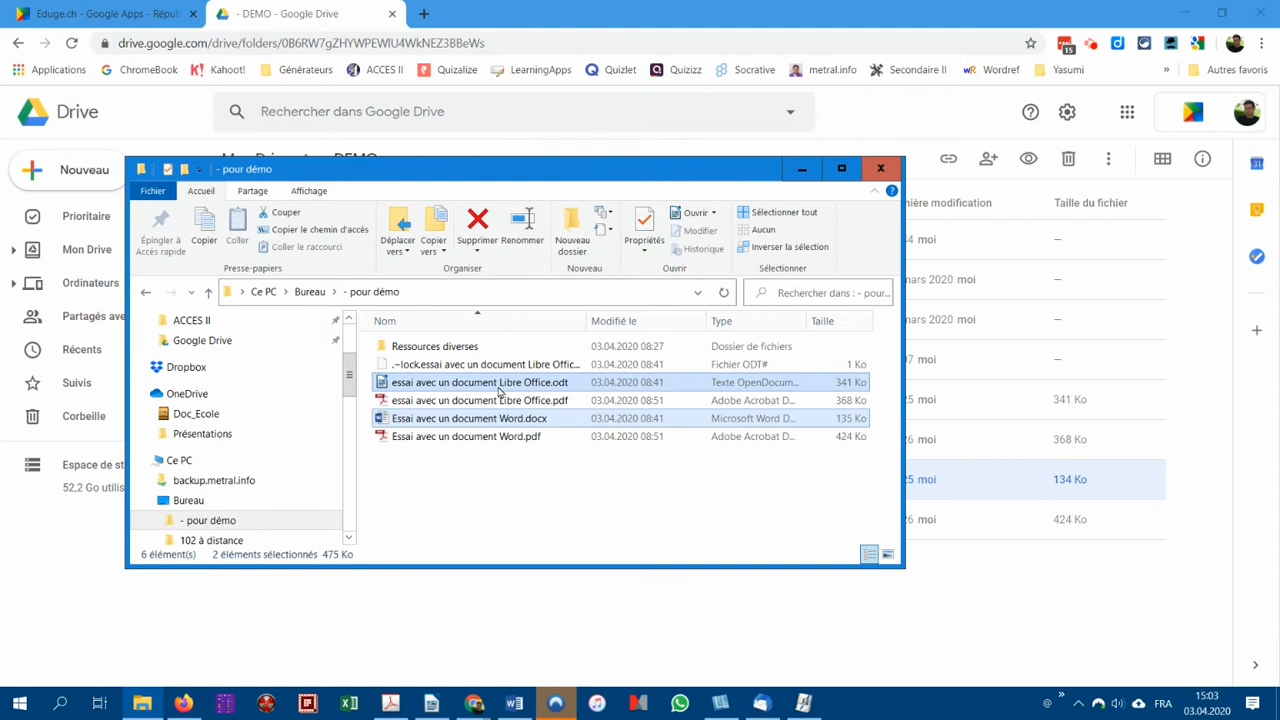 Eduge.ch - Google Apps - Républ
- DEMO - Google Drive
drive.google.com/drive/folders/0B6RW7gZHYWPEWlU4WkNEZ3BBeWs
15
Applications
ChromeBook
Kahoot!
Générateurs
ACCES II
Quizalize
LearningApps
Quizlet
Quizizz
Socrative
metral.info
Secondaire II
Wordref
Yasumi
»
Autres favoris
Drive
Rechercher dans Google Drive
Nouveau
Prioritaire
Mon Drive
Ordinateurs
Partagés ave
Récents
Suivis
Corbeille
Espace de st
52,2 Go utilis
- pour démo
Fichier
Accueil
Partage
Affichage
Épingler à
Accès rapide
Copier
Coller
Couper
Copier le chemin d'accès
Coller le raccourci
Presse-papiers
Déplacer
vers
Copier
vers
Supprimer
Renommer
Organiser
Nouveau
dossier
Nouveau
Propriétés
Ouvrir
Modifier
Historique
Ouvrir
Sélectionner tout
Aucun
Inverser la sélection
Sélectionner
Ce PC > Bureau > - pour démo
Rechercher dans : - pour...
Nom
Modifié le
Type
Taille
Ressources diverses 03.04.2020 08:27 Dossier de fichiers
.~lock.essai avec un document Libre Offic... 03.04.2020 08:41 Fichier ODT# 1 Ko
essai avec un document Libre Office.odt 03.04.2020 08:41 Texte OpenDocum... 341 Ko
essai avec un document Libre Office.pdf 03.04.2020 08:51 Adobe Acrobat D... 368 Ko
Essai avec un document Word.docx 03.04.2020 08:41 Microsoft Word D... 135 Ko
Essai avec un document Word.pdf 03.04.2020 08:51 Adobe Acrobat D... 424 Ko
ACCES II
Google Drive
Dropbox
OneDrive
Doc_Ecole
Présentations
Ce PC
backup.metral.info
Bureau
- pour démo
102 à distance
6 élément(s) 2 éléments sélectionnés 475 Ko
nière modification
Taille du fichier
moi –
mars 2020 moi –
mars 2020 moi –
25 moi 341 Ko
26 moi 368 Ko
25 moi 134 Ko
26 moi 424 Ko
31
FRA
15:03
03.04.2020